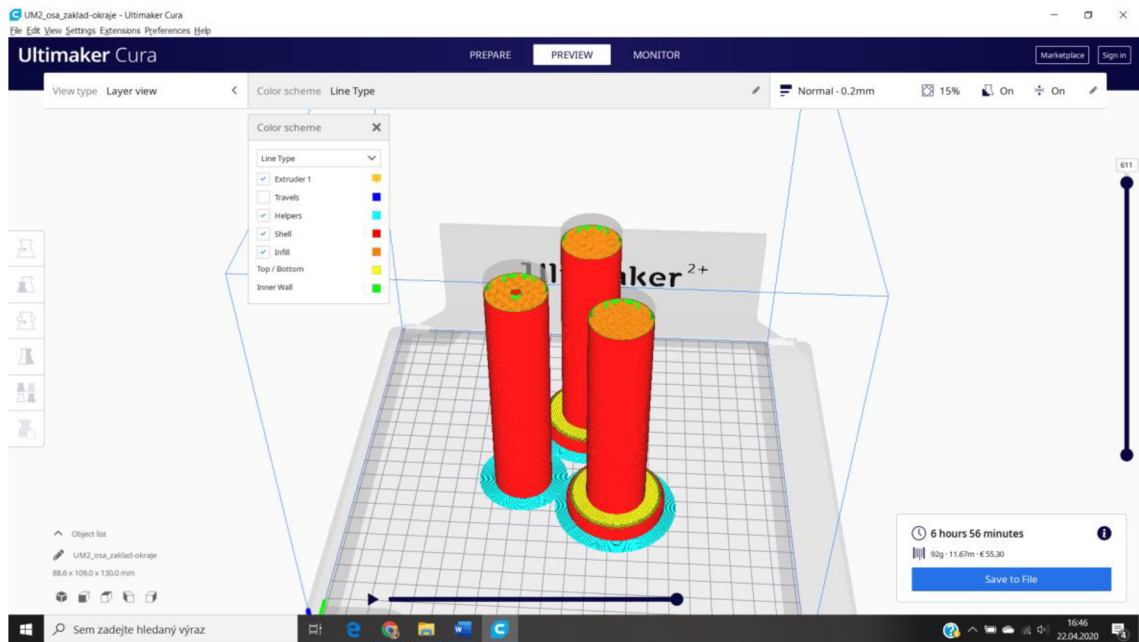 UM2_osa_zaklad-okraje - Ultimaker Cura
File Edit View Settings Extensions Preferences Help
Ultimaker Cura PREPARE PREVIEW MONITOR Marketplace Sign in
View type Layer view Color scheme Line Type Normal - 0.2mm 15% On On
Color scheme
Line Type
Extruder 1
Travels
Helpers
Shell
Infill
Top / Bottom
Inner Wall
611
Ultimaker 2+
Object list
UM2_osa_zaklad-okraje
88.6 x 109.0 x 130.0 mm
6 hours 56 minutes
92g · 11.67m · € 55.30
Save to File
Sem zadejte hledaný výraz
16:46
22.04.2020
4